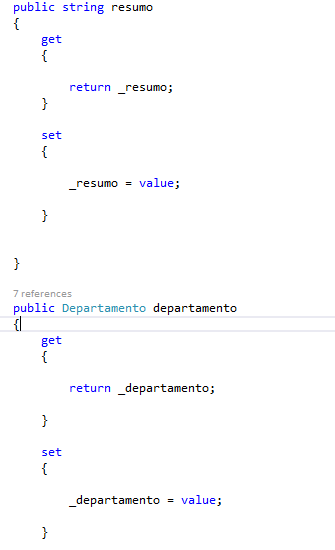 public string resumo
{
get
{
return _resumo;
}
set
{
_resumo = value;
}
}
7 references
public Departamento departamento
{
get
{
return _departamento;
}
set
{
_departamento = value;
}